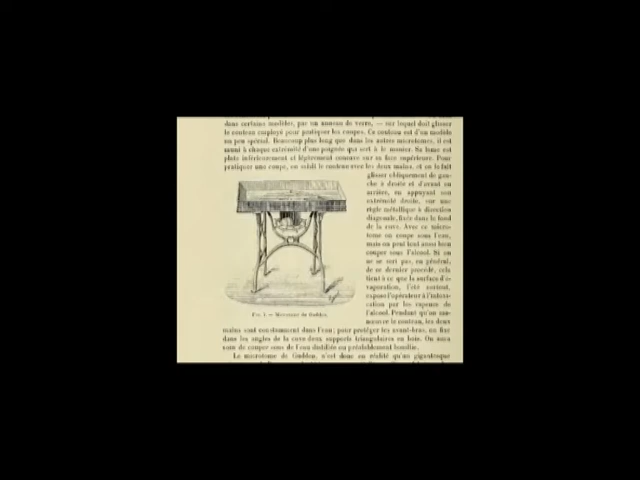 dans certains modèles, par un anneau de verre, — sur lequel doit glisser
le couteau employé pour pratiquer les coupes. Ce couteau est d'un modèle
un peu spécial. Beaucoup plus long que dans les autres microtomes, il est
muni à chaque extrémité d'une poignée qui sert à le manier. Sa lame est
plate inférieurement et légèrement concave sur sa face supérieure. Pour
pratiquer une coupe, on saisit le couteau avec les deux mains, et on le fait
glisser obliquement de gau-
che à droite et d'avant en
arrière, en appuyant son
extrémité droite, sur une
règle métallique à direction
diagonale, fixée dans le fond
de la cuve. Avec ce micro-
tome on coupe sous l'eau,
mais on peut tout aussi bien
couper sous l'alcool. Si on
ne se sert pas, en général,
de ce dernier procédé, cela
tient à ce que la surface d'é-
vaporation, l'été surtout,
expose l'opérateur à l'intoxi-
cation par les vapeurs de
l'alcool. Pendant qu'on
le couteau, les deux
Fig. 1. — Microtome de Gudden.
mains sont constamment dans l'eau; pour protéger les avant-bras, on fixe
dans les angles de la cuve deux supports triangulaires en bois. On aura
soin de couper sous de l'eau distillée ou préalablement bouillie.
Le microtome de Gudden, n'est donc en réalité qu'un gigantesque